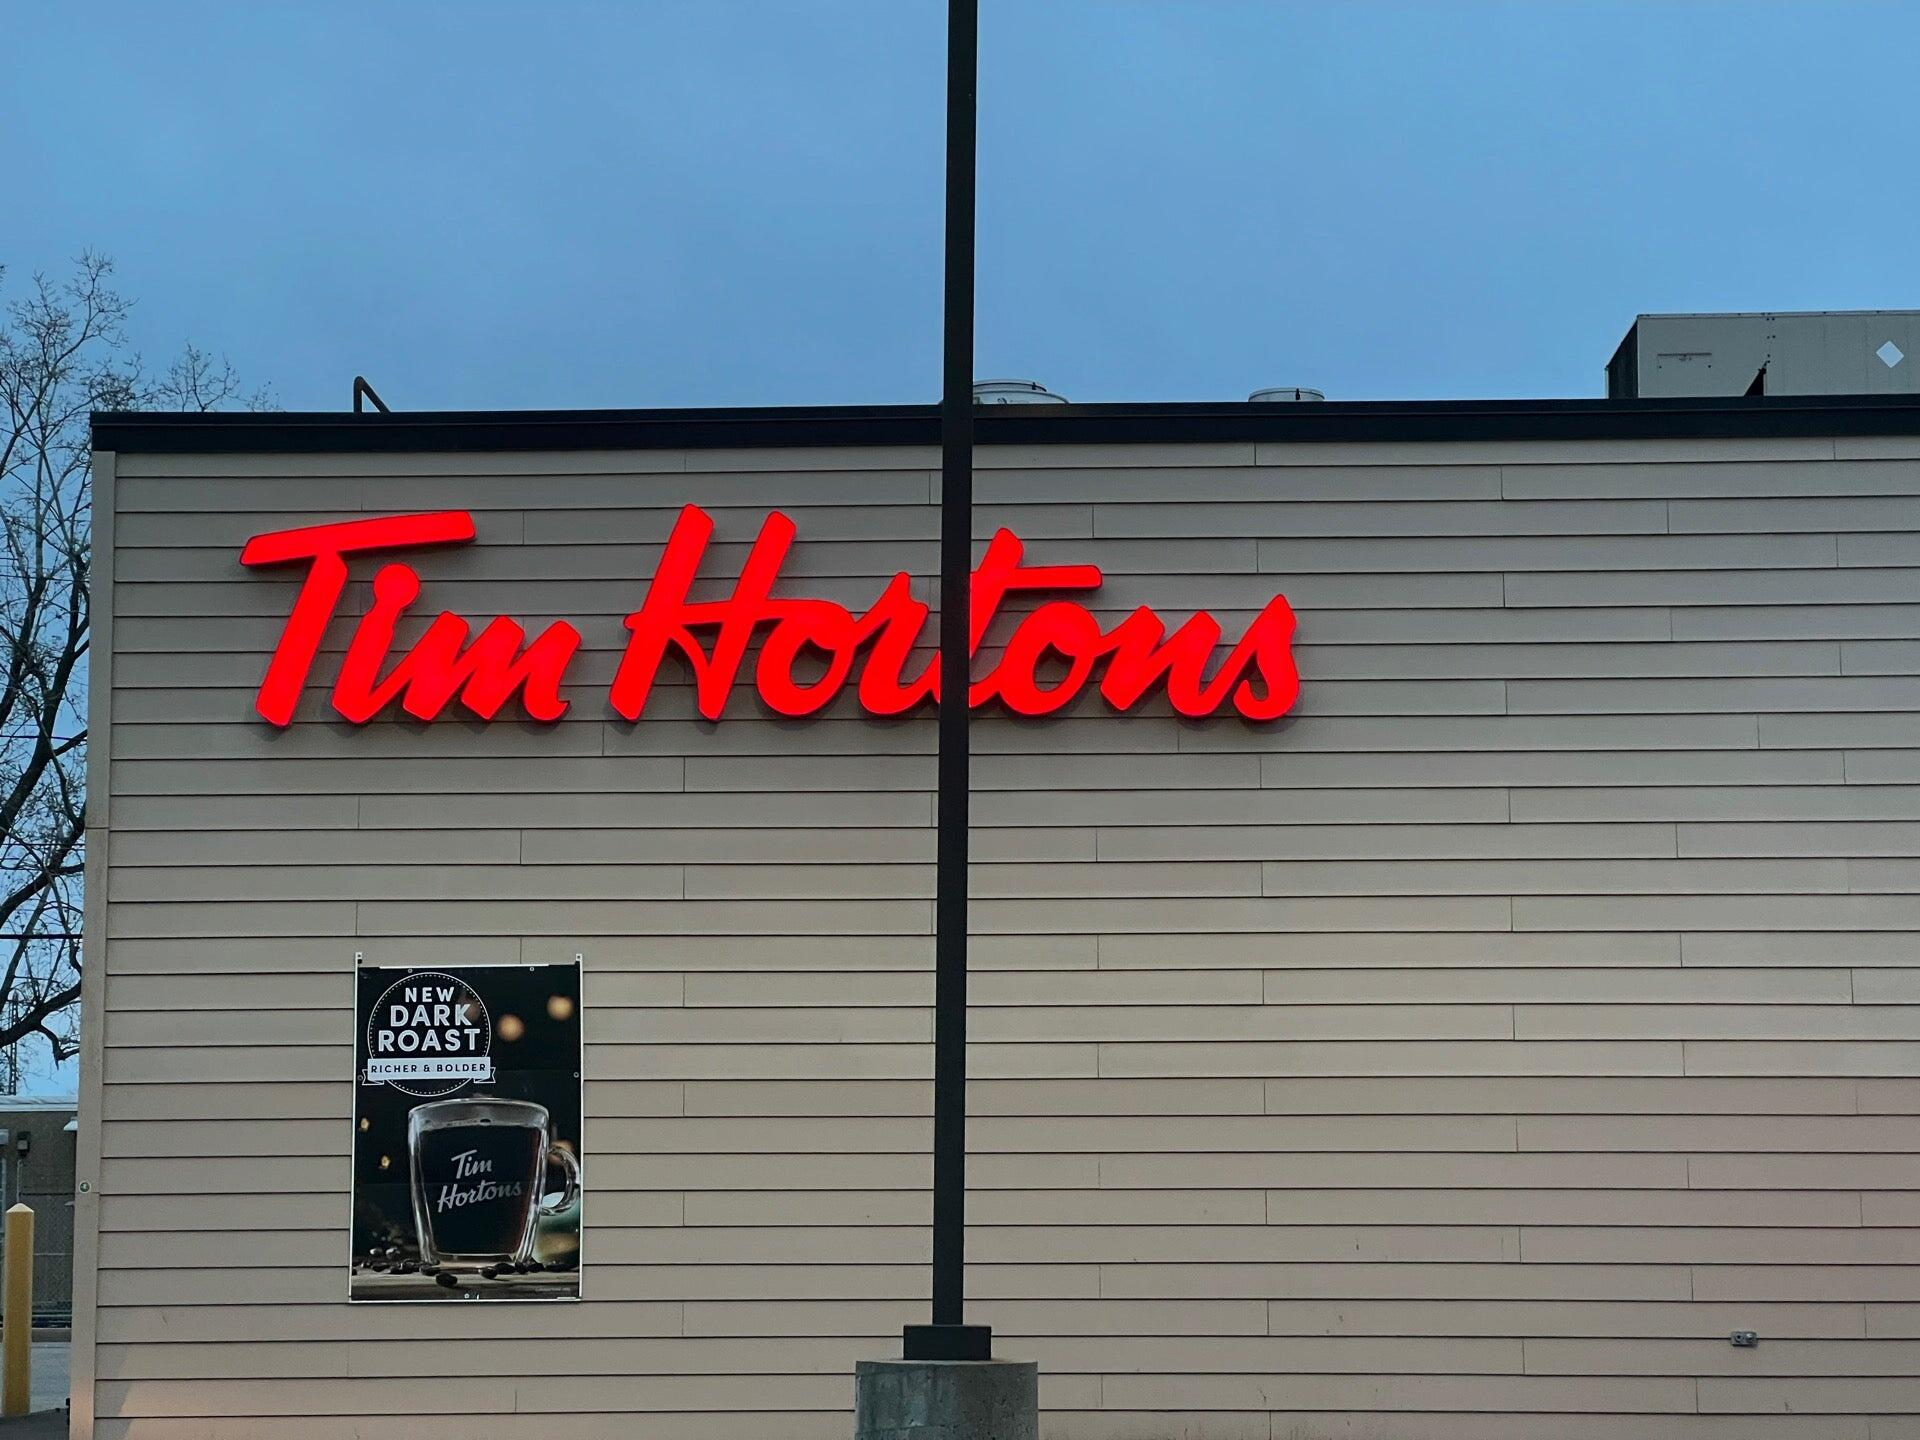 Tim Hortons
NEW
DARK
ROAST
RICHER & BOLDER
Tim
Hortons